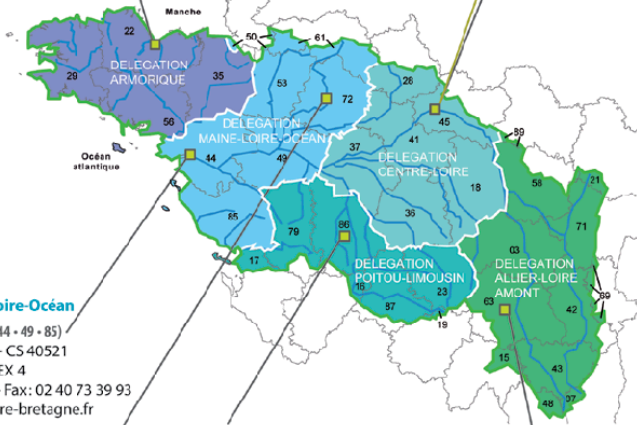 Manche
22
50
61
DELEGATION
ARMORIQUE
29
35
53
28
72
56
45
DELEGATION
MAINE-LOIRE-OCÉAN
89
41
37
Océan
atlantique
44
49
DELEGATION
CENTRE-LOIRE
58
21
18
36
85
79
86
71
03
17
DELEGATION
POITOU-LIMOUSIN
DELEGATION
ALLIER-LOIRE
AMONT
16
23
69
63
87
42
19
15
43
48
07
oire-Océan
44 • 49 • 85)
- CS 40521
EX 4
Fax: 02 40 73 39 93
re-bretagne.fr